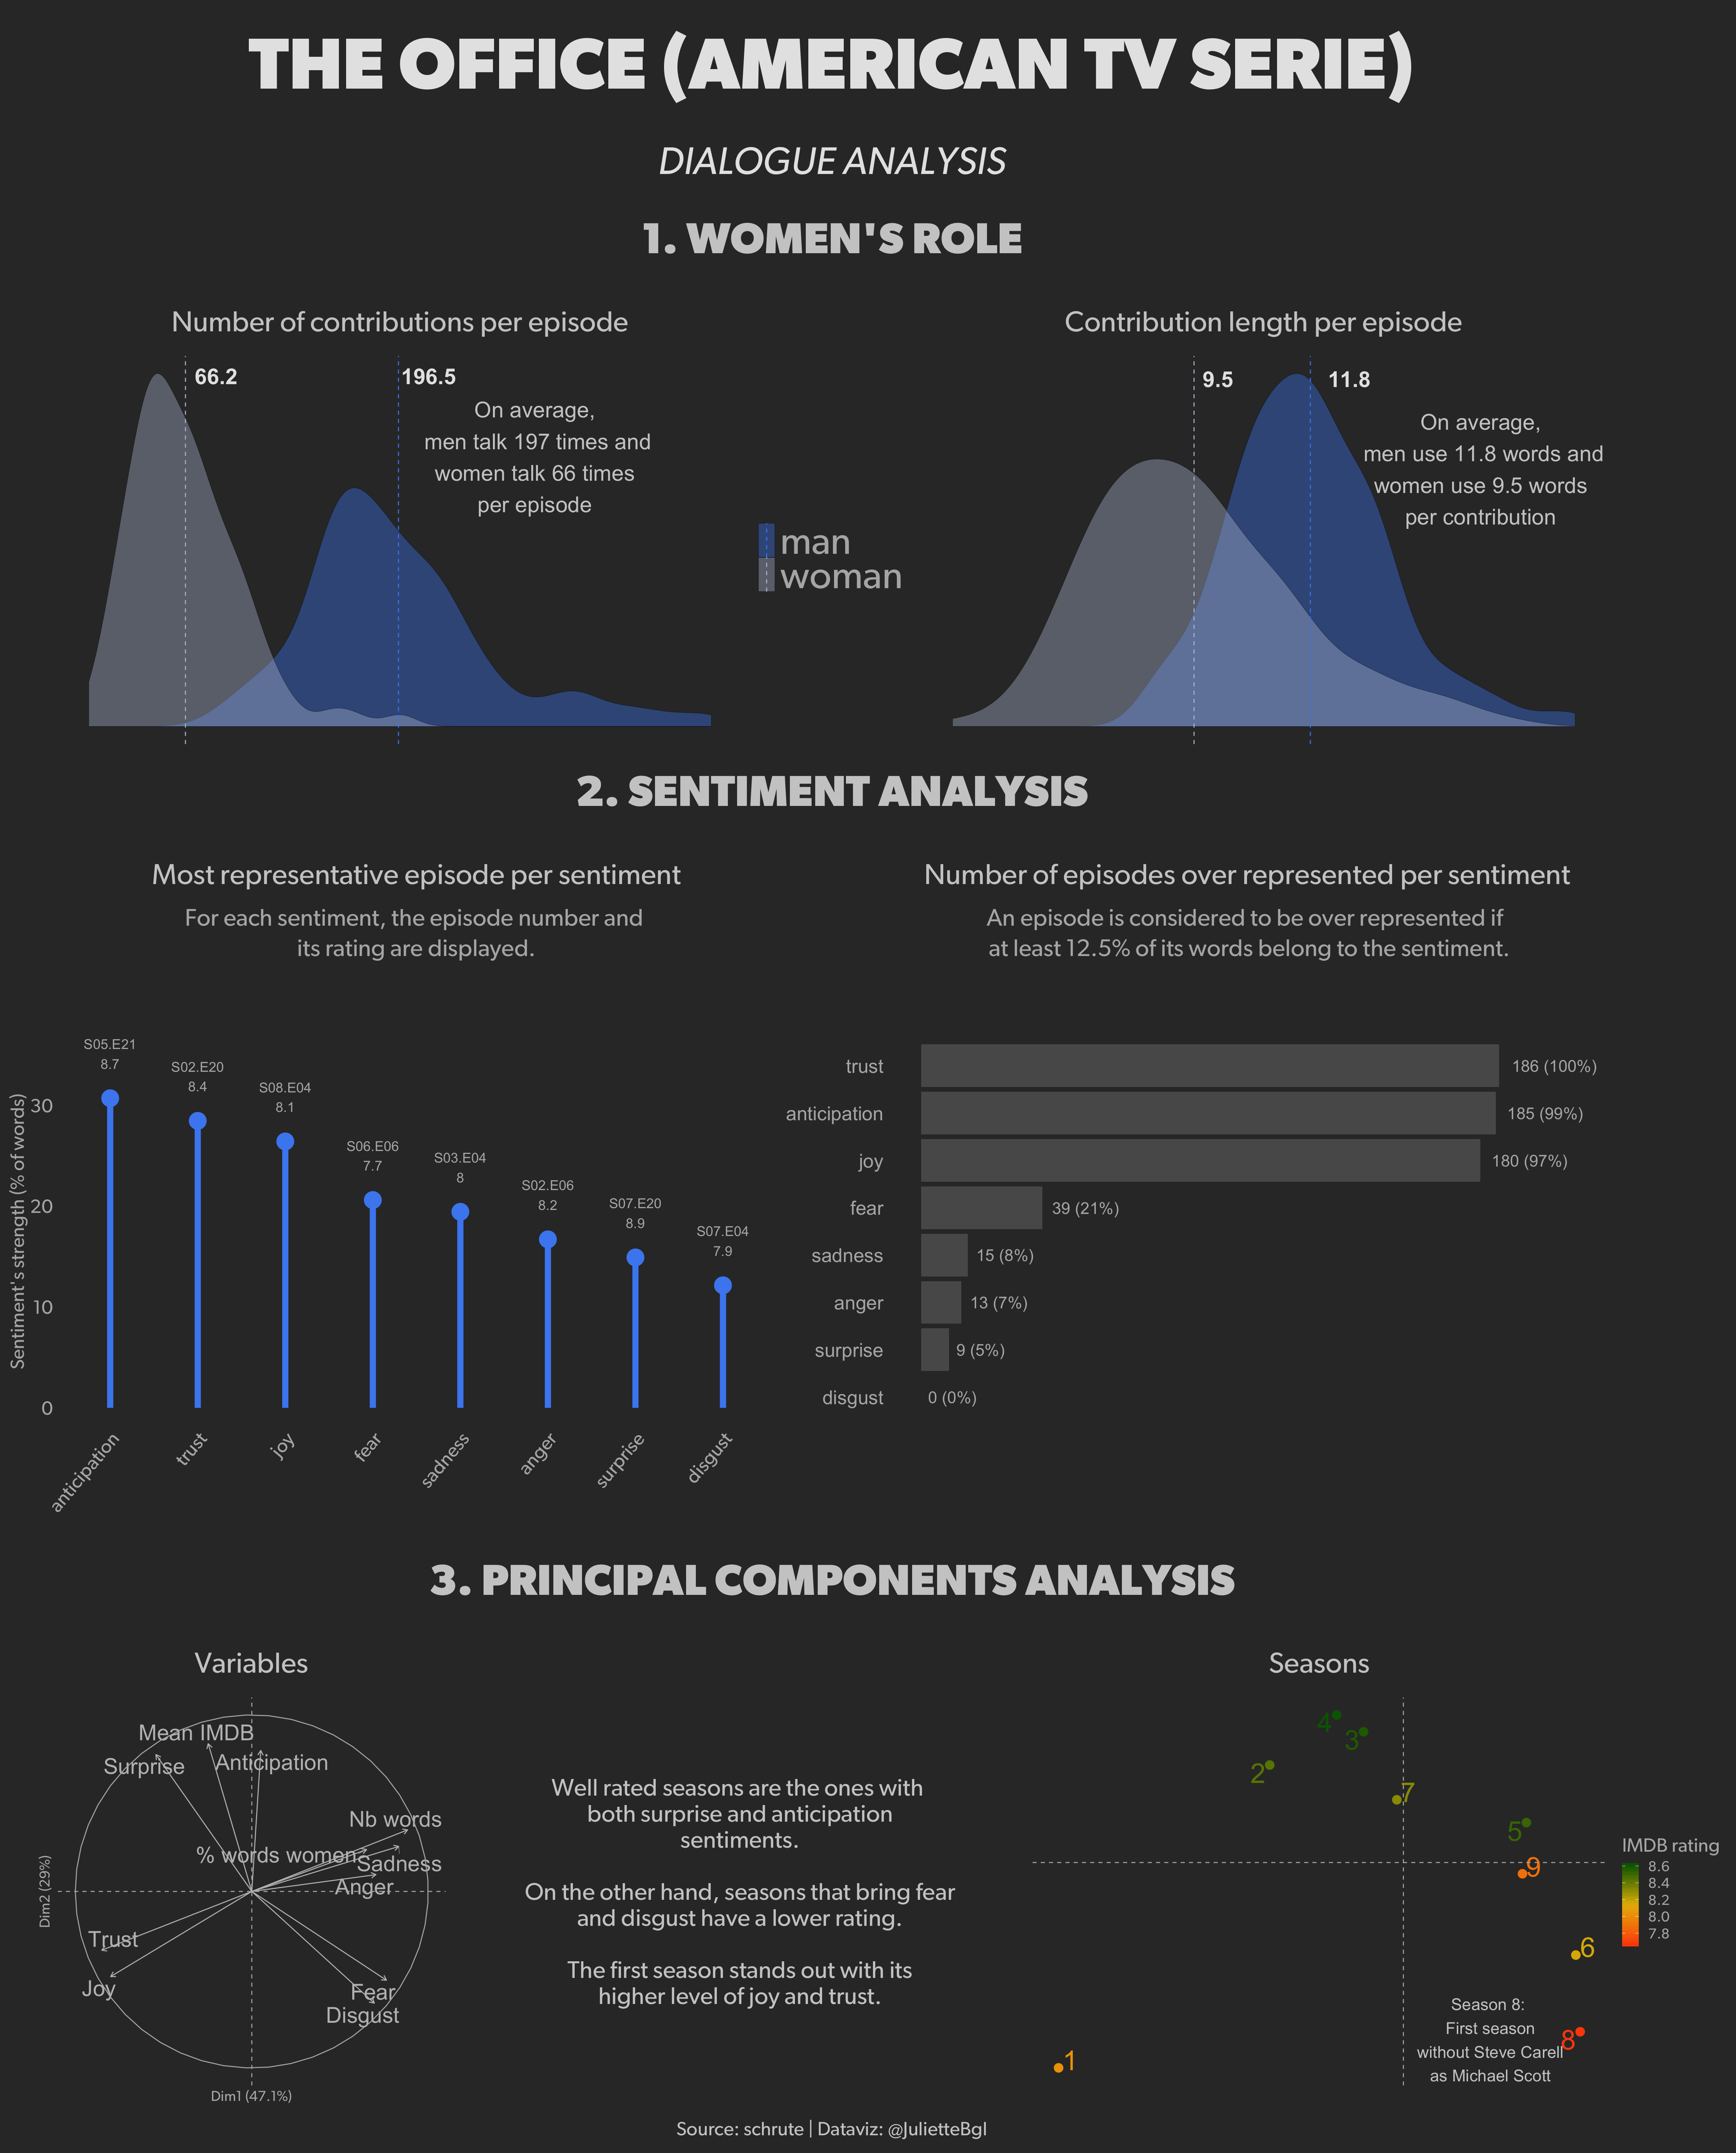 THE OFFICE (AMERICAN TV SERIE)
DIALOGUE ANALYSIS
1. WOMEN'S ROLE
Number of contributions per episode
66.2
196.5
On average,
men talk 197 times and
women talk 66 times
per episode
man
woman
Contribution length per episode
9.5
11.8
On average,
men use 11.8 words and
women use 9.5 words
per contribution
2. SENTIMENT ANALYSIS
Most representative episode per sentiment
For each sentiment, the episode number and
its rating are displayed.
Sentiment's strength (% of words)
30
20
10
0
S05.E21
8.7
S02.E20
8.4
S08.E04
8.1
S06.E06
7.7
S03.E04
8
S02.E06
8.2
S07.E20
8.9
S07.E04
7.9
anticipation
trust
joy
fear
sadness
anger
surprise
disgust
Number of episodes over represented per sentiment
An episode is considered to be over represented if
at least 12.5% of its words belong to the sentiment.
trust 186 (100%)
anticipation 185 (99%)
joy 180 (97%)
fear 39 (21%)
sadness 15 (8%)
anger 13 (7%)
surprise 9 (5%)
disgust 0 (0%)
3. PRINCIPAL COMPONENTS ANALYSIS
Variables
Mean IMDB
Surprise
Anticipation
Nb words
% words women
Sadness
Anger
Trust
Joy
Fear
Disgust
Dim2 (29%)
Dim1 (47.1%)
Well rated seasons are the ones with
both surprise and anticipation
sentiments.
On the other hand, seasons that bring fear
and disgust have a lower rating.
The first season stands out with its
higher level of joy and trust.
Seasons
4
3
2
7
5
9
6
8
1
Season 8:
First season
without Steve Carell
as Michael Scott
IMDB rating
8.6
8.4
8.2
8.0
7.8
Source: schrute | Dataviz: @JulietteBgl